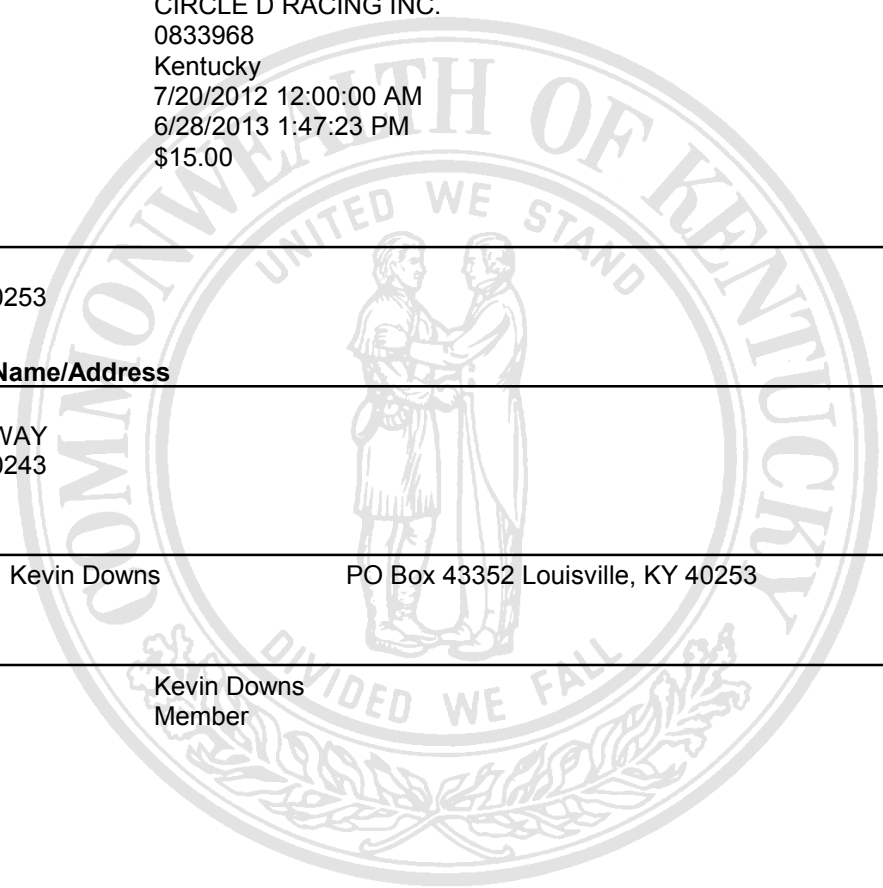 CIRCLE D RACING INC.
0833968
Kentucky
7/20/2012 12:00:00 AM
6/28/2013 1:47:23 PM
$15.00
0253
Name/Address
WAY
0243
Kevin Downs PO Box 43352 Louisville, KY 40253
Kevin Downs
Member
COMMONWEALTH OF KENTUCKY
UNITED WE STAND
DIVIDED WE FALL